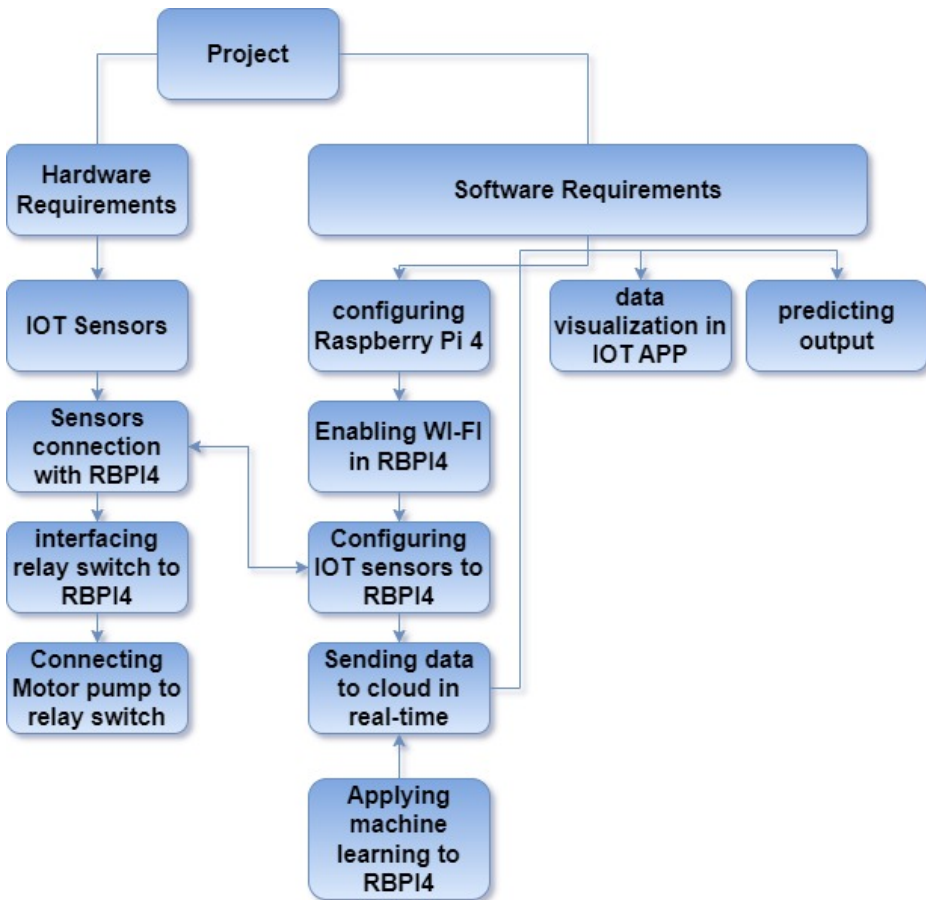 Project
Hardware
Requirements
Software Requirements
IOT Sensors
configuring
Raspberry Pi 4
data
visualization in
IOT APP
predicting
output
Sensors
connection
with RBPI4
Enabling WI-FI
in RBPI4
interfacing
relay switch to
RBPI4
Configuring
IOT sensors to
RBPI4
Connecting
Motor pump to
relay switch
Sending data
to cloud in
real-time
Applying
machine
learning to
RBPI4